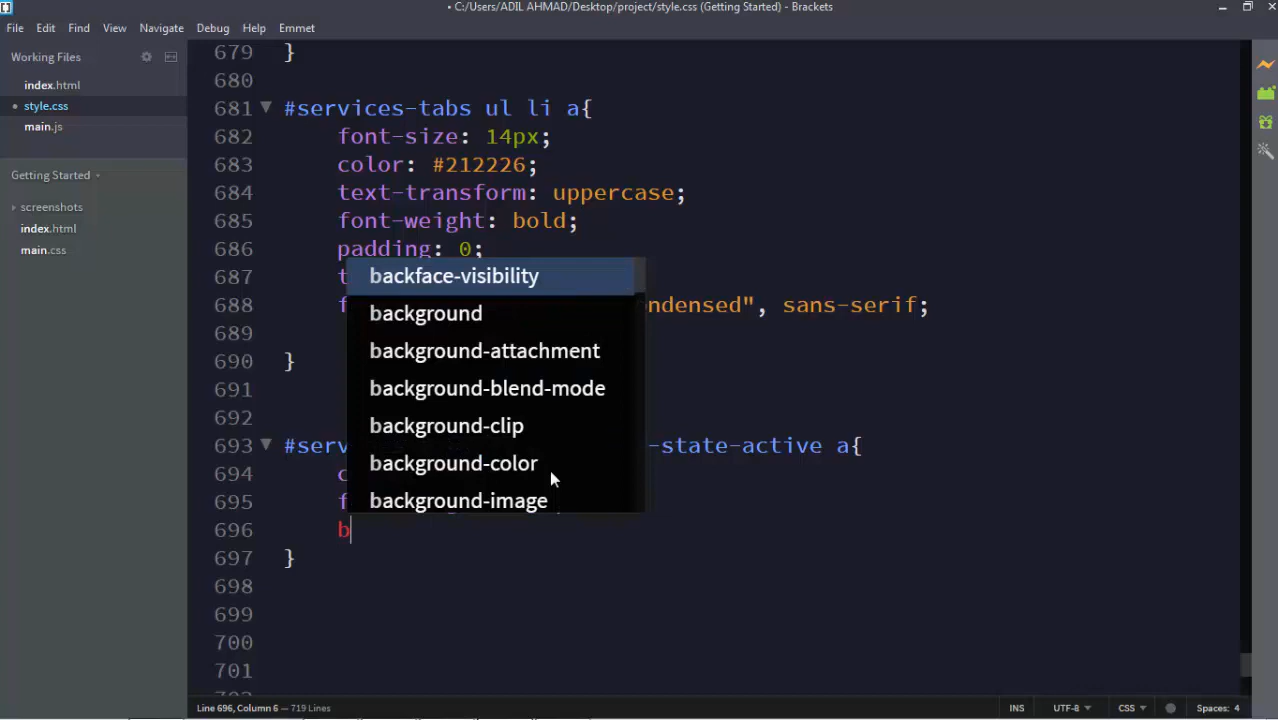 • C:/Users/ADIL AHMAD/Desktop/project/style.css (Getting Started) - Brackets
File Edit Find View Navigate Debug Help Emmet
Working Files
index.html
style.css
main.js
Getting Started
screenshots
index.html
main.css
679 }
680
681 #services-tabs ul li a{
682 font-size: 14px;
683 color: #212226;
684 text-transform: uppercase;
685 font-weight: bold;
686 padding: 0;
687 t
688 f ndensed", sans-serif;
689
690 }
691
692
693 #serv -state-active a{
694 c
695 f
696 b
697 }
698
699
700
701
backface-visibility
background
background-attachment
background-blend-mode
background-clip
background-color
background-image
Line 696, Column 6 — 719 Lines
INS UTF-8 CSS Spaces: 4